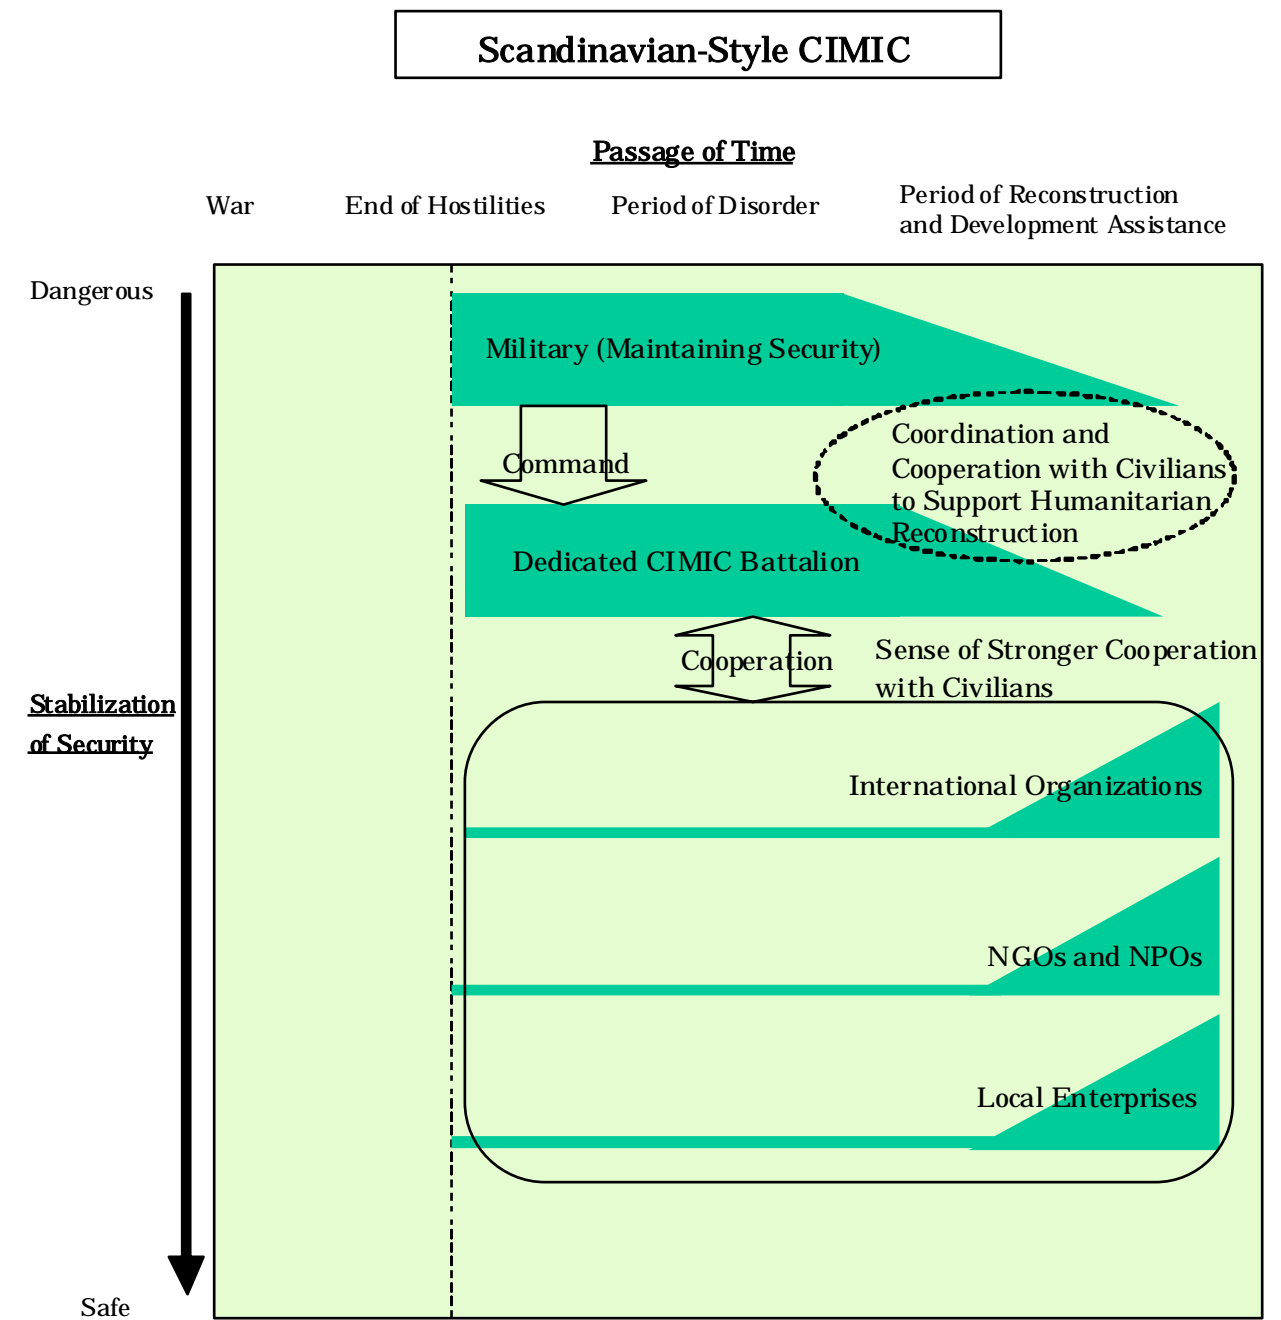 Scandinavian-Style CIMIC
Passage of Time
War
End of Hostilities
Period of Disorder
Period of Reconstruction
and Development Assistance
Dangerous
Military (Maintaining Security)
Command
Coordination and
Cooperation with Civilians
to Support Humanitarian
Reconstruction
Dedicated CIMIC Battalion
Cooperation
Sense of Stronger Cooperation
with Civilians
Stabilization
of Security
International Organizations
NGOs and NPOs
Local Enterprises
Safe